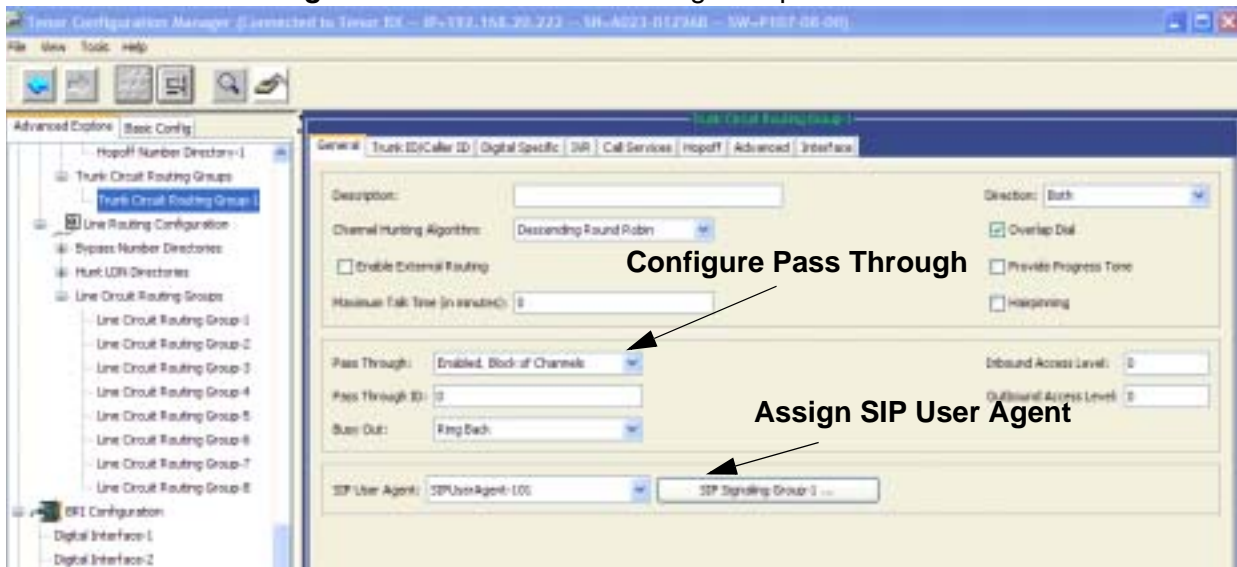 Tenor Configuration Manager (Connected to Tenor BX -- IP=192.168.20.222 -- SN=A023-01296B -- SW=P107-08-00)
File View Tools Help
Advanced Explore Basic Config
Hopoff Number Directory-1
Trunk Circuit Routing Groups
Trunk Circuit Routing Group-1
Line Routing Configuration
Bypass Number Directories
Hunt LDN Directories
Line Circuit Routing Groups
Line Circuit Routing Group-1
Line Circuit Routing Group-2
Line Circuit Routing Group-3
Line Circuit Routing Group-4
Line Circuit Routing Group-5
Line Circuit Routing Group-6
Line Circuit Routing Group-7
Line Circuit Routing Group-8
BRI Configuration
Digital Interface-1
Digital Interface-2
Trunk Circuit Routing Group-1
General Trunk ID/Caller ID Digital Specific IVR Call Services Hopoff Advanced Interface
Description: Direction: Both
Channel Hunting Algorithm: Descending Round Robin Overlap Dial
Enable External Routing Configure Pass Through Provide Progress Tone
Maximum Talk Time (in minutes): 0 Hairpinning
Pass Through: Enabled, Block of Channels Inbound Access Level: 0
Pass Through ID: 0 Outbound Access Level: 0
Assign SIP User Agent
Busy Out: Ring Back
SIP User Agent: SIPUserAgent-101 SIP Signaling Group-1 ...